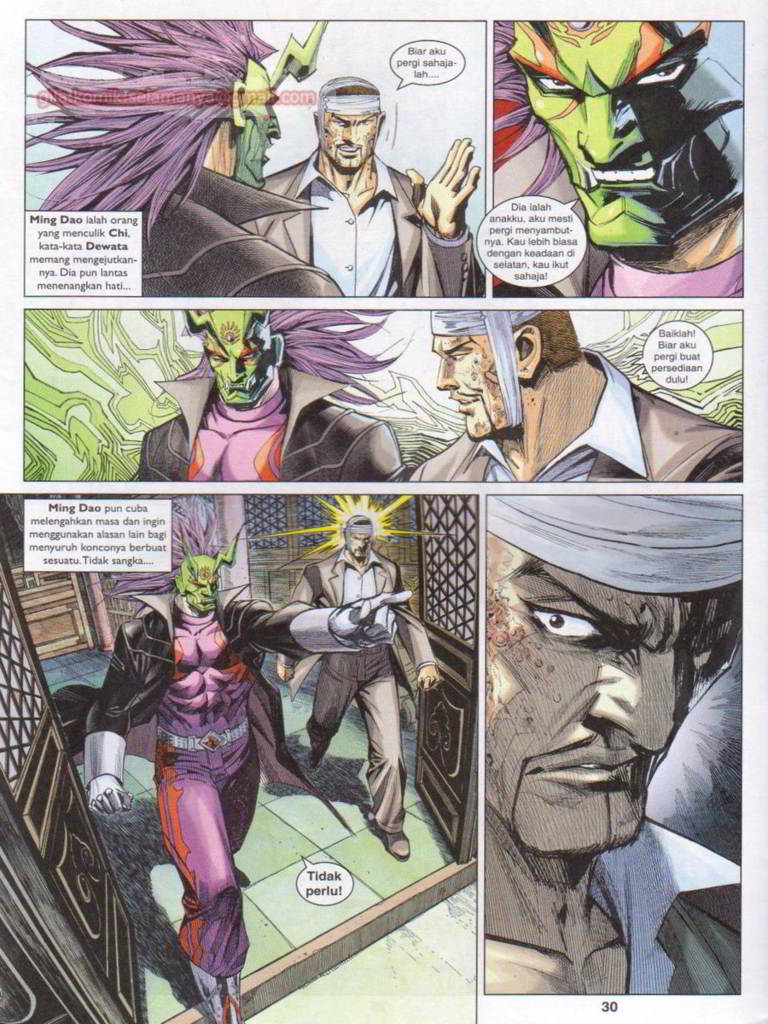 Biar aku
pergi sahaja-
lah....
Ming Dao ialah orang
yang menculik Chi,
kata-kata Dewata
memang mengejutkan-
nya. Dia pun lantas
menenangkan hati...
Dia ialah
anakku, aku mesti
pergi menyambut-
nya. Kau lebih biasa
dengan keadaan di
selatan, kau ikut
sahaja!
Baiklah!
Biar aku
pergi buat
persediaan
dulu!
Ming Dao pun cuba
melengahkan masa dan ingin
menggunakan alasan lain bagi
menyuruh konconya berbuat
sesuatu. Tidak sangka....
Tidak
perlu!
30